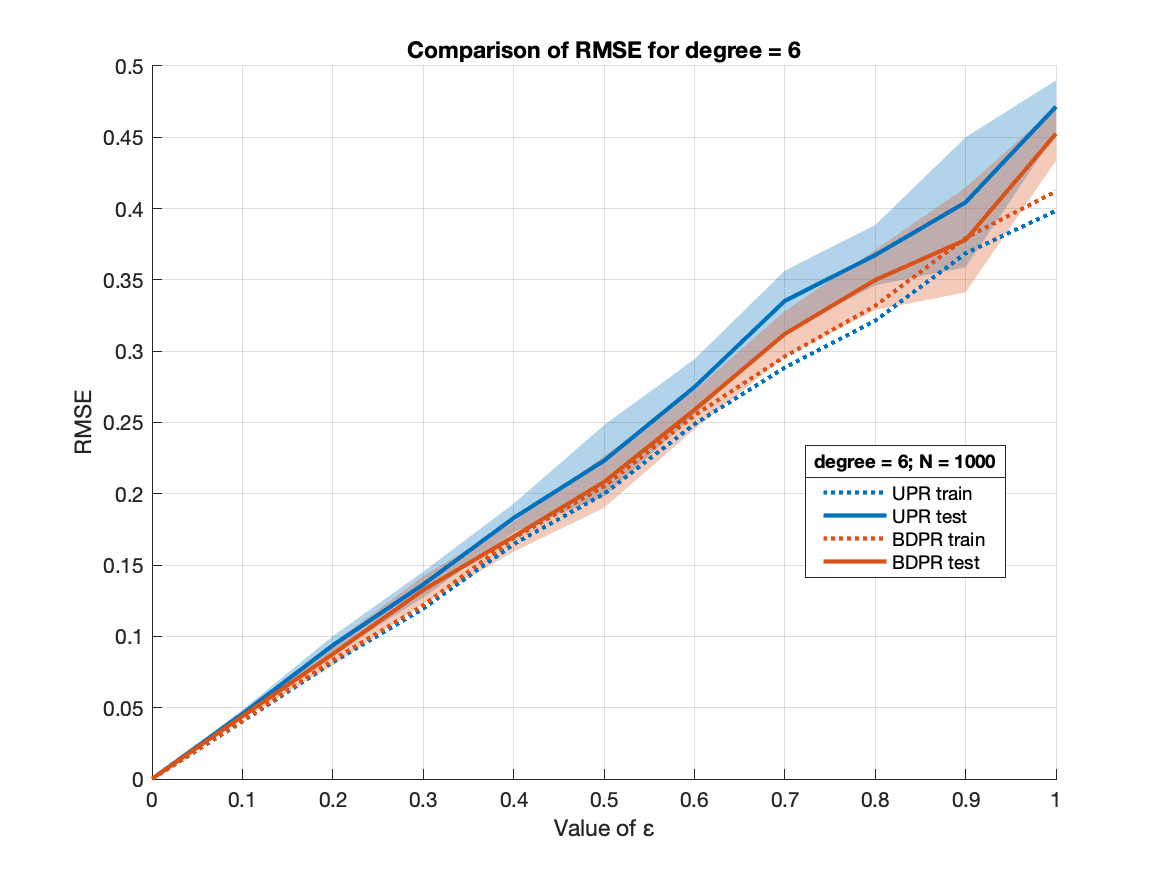 Comparison of RMSE for degree = 6
0.5
0.45
0.4
0.35
0.3
0.25
0.2
0.15
0.1
0.05
0
RMSE
degree = 6; N = 1000
UPR train
UPR test
BDPR train
BDPR test
0 0.1 0.2 0.3 0.4 0.5 0.6 0.7 0.8 0.9 1
Value of ε